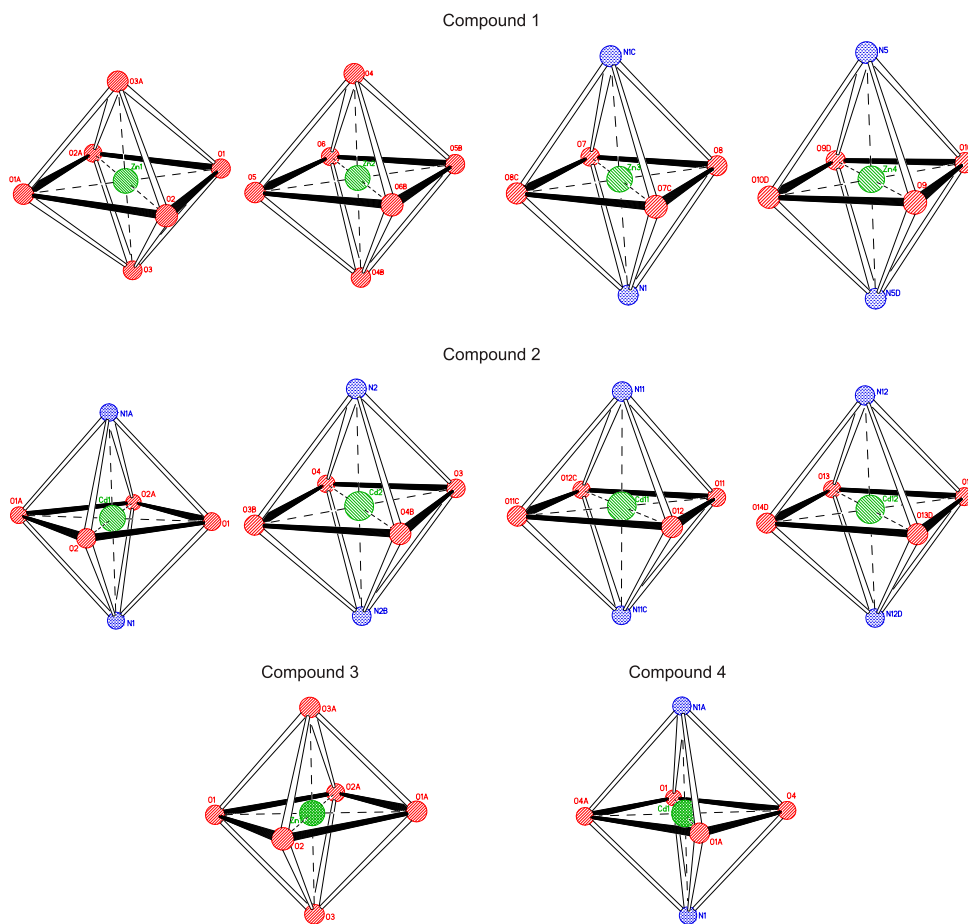 Compound 1
O3A
O2A
O1
Zn1
O1A
O2
O3
O4
O6
O5B
Zn2
O5
O6B
O4B
N1C
O7
O8
Zn3
O8C
O7C
N1
N5
O9D
Zn4
O10D
O9
N5D
Compound 2
N1A
O1A
Cd1
O2A
O1
O2
N1
N2
O4
O3
Cd2
O3B
O4B
N2B
N11
O12C
O11
Cd11
O11C
O12
N11C
N12
O13
Cd12
O14D
O13D
N12D
Compound 3
O3A
O1
O2A
O1A
O2
O3
Compound 4
N1A
O1
O4A
O4
Cd1
O1A
N1